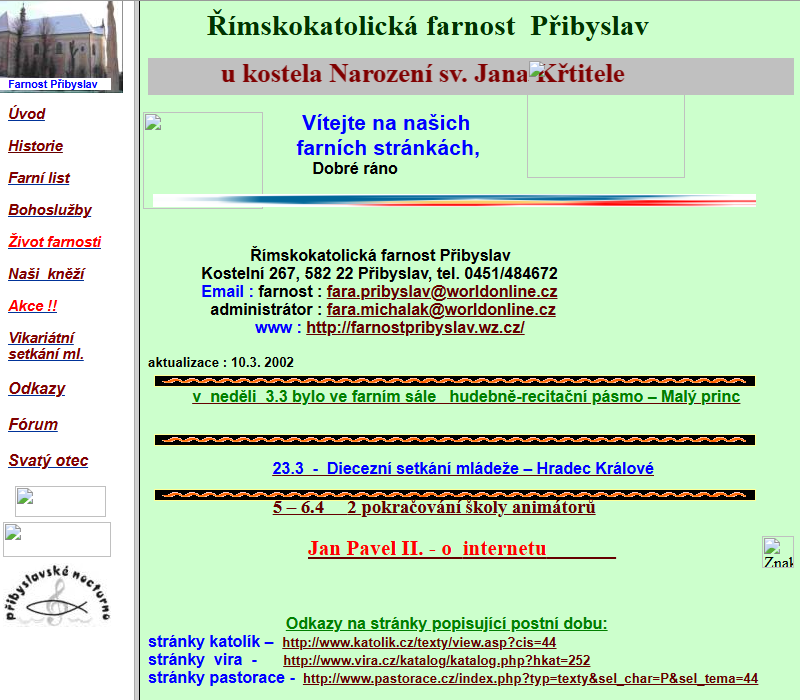 Farnost Přibyslav
Úvod
Historie
Farní list
Bohoslužby
Život farnosti
Naši kněží
Akce !!
Vikariátní
setkání ml.
Odkazy
Fórum
Svatý otec
přibyslavské nocturno
Římskokatolická farnost Přibyslav
u kostela Narození sv. Jana Křtitele
Vítejte na našich
farních stránkách,
Dobré ráno
Římskokatolická farnost Přibyslav
Kostelní 267, 582 22 Přibyslav, tel. 0451/484672
Email : farnost : fara.pribyslav@worldonline.cz
administrátor : fara.michalak@worldonline.cz
www : http://farnostpribyslav.wz.cz/
aktualizace : 10.3. 2002
v neděli 3.3 bylo ve farním sále hudebně-recitační pásmo – Malý princ
23.3 - Diecezní setkání mládeže – Hradec Králové
5 – 6.4 2 pokračování školy animátorů
Jan Pavel II. - o internetu
Znak
Odkazy na stránky popisující postní dobu:
stránky katolík – http://www.katolik.cz/texty/view.asp?cis=44
stránky vira - http://www.vira.cz/katalog/katalog.php?hkat=252
stránky pastorace - http://www.pastorace.cz/index.php?typ=texty&sel_char=P&sel_tema=44